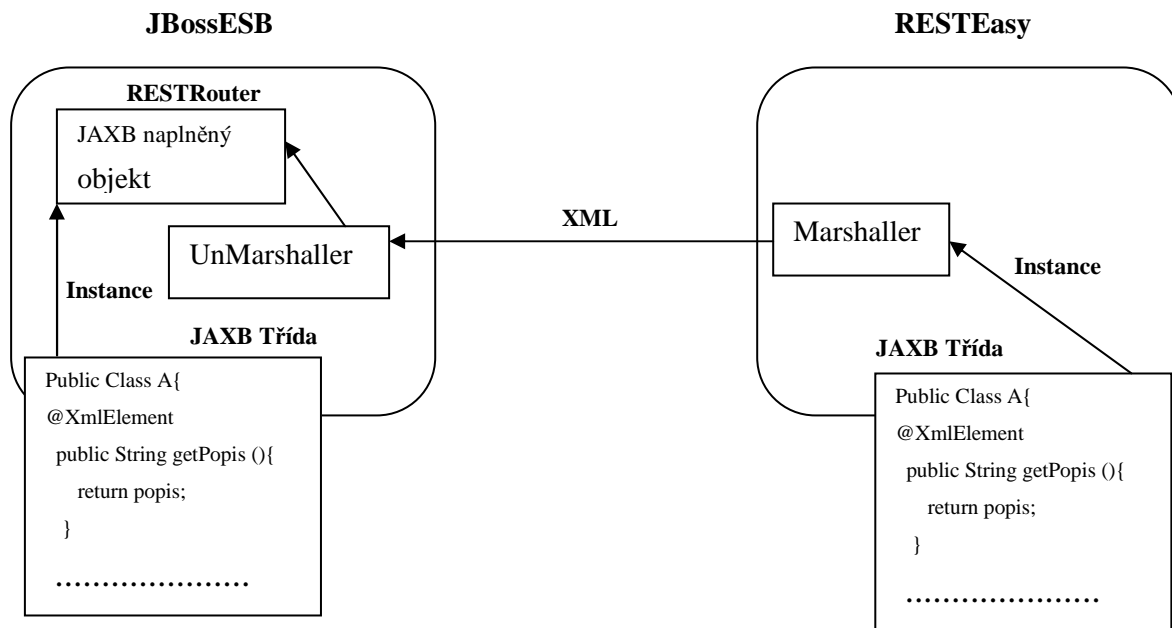 JBossESB
RESTEasy
RESTRouter
JAXB naplněný
objekt
UnMarshaller
XML
Marshaller
Instance
Instance
JAXB Třída
Public Class A{
@XmlElement
public String getPopis (){
return popis;
}
.....................
JAXB Třída
Public Class A{
@XmlElement
public String getPopis (){
return popis;
}
.....................